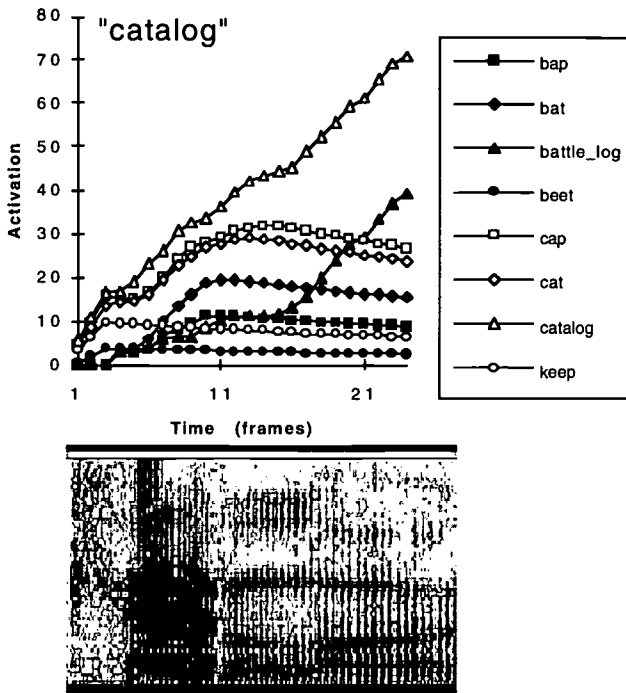 "catalog"
Activation
80
70
60
50
40
30
20
10
0
1
11
21
Time (frames)
bap
bat
battle_log
beet
cap
cat
catalog
keep